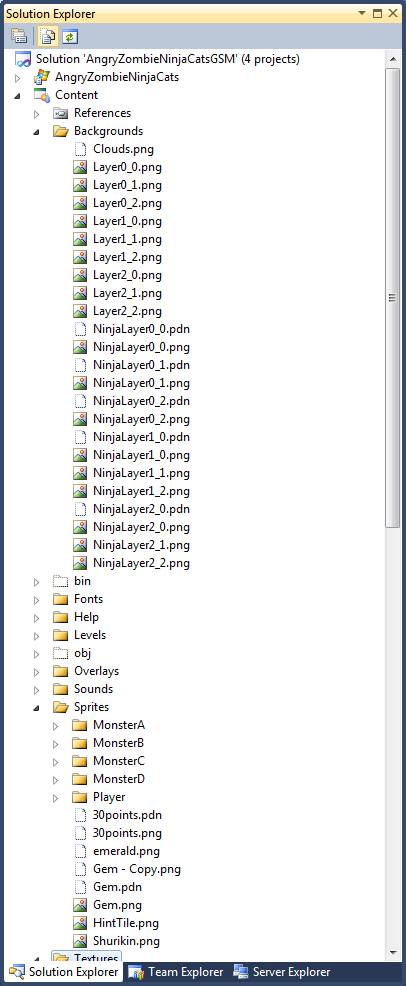 Solution Explorer
Solution 'AngryZombieNinjaCatsGSM' (4 projects)
AngryZombieNinjaCats
Content
References
Backgrounds
Clouds.png
Layer0_0.png
Layer0_1.png
Layer0_2.png
Layer1_0.png
Layer1_1.png
Layer1_2.png
Layer2_0.png
Layer2_1.png
Layer2_2.png
NinjaLayer0_0.pdn
NinjaLayer0_0.png
NinjaLayer0_1.pdn
NinjaLayer0_1.png
NinjaLayer0_2.pdn
NinjaLayer0_2.png
NinjaLayer1_0.pdn
NinjaLayer1_0.png
NinjaLayer1_1.png
NinjaLayer1_2.png
NinjaLayer2_0.pdn
NinjaLayer2_0.png
NinjaLayer2_1.png
NinjaLayer2_2.png
bin
Fonts
Help
Levels
obj
Overlays
Sounds
Sprites
MonsterA
MonsterB
MonsterC
MonsterD
Player
30points.pdn
30points.png
emerald.png
Gem - Copy.png
Gem.pdn
Gem.png
HintTile.png
Shurikin.png
Textures
Solution Explorer Team Explorer Server Explorer